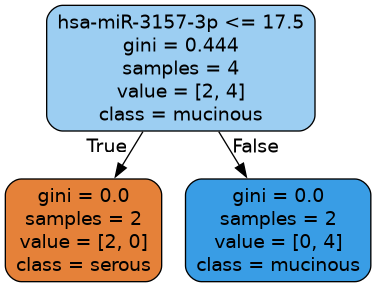 hsa-miR-3157-3p <= 17.5
gini = 0.444
samples = 4
value = [2, 4]
class = mucinous
True
False
gini = 0.0
samples = 2
value = [2, 0]
class = serous
gini = 0.0
samples = 2
value = [0, 4]
class = mucinous